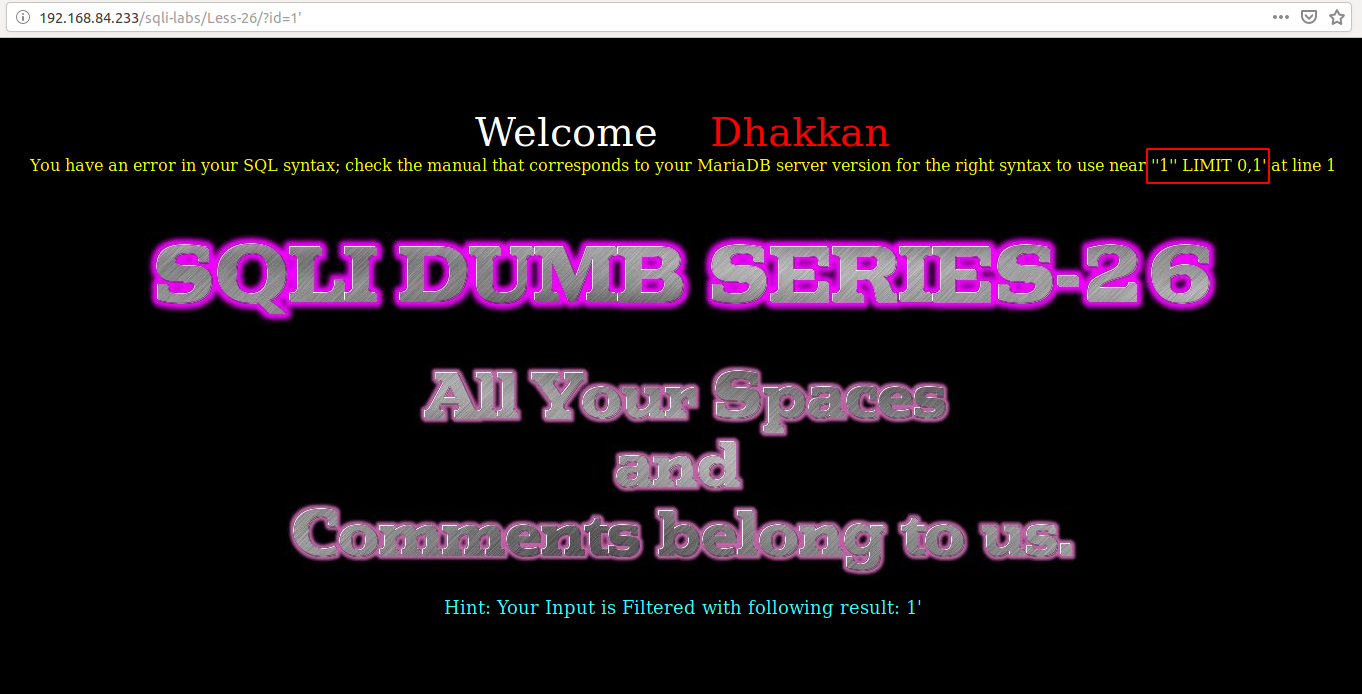 192.168.84.233/sqli-labs/Less-26/?id=1'
Welcome Dhakkan
You have an error in your SQL syntax; check the manual that corresponds to your MariaDB server version for the right syntax to use near ''1'' LIMIT 0,1' at line 1
SQLI DUMB SERIES-26
All Your Spaces
and
Comments belong to us.
Hint: Your Input is Filtered with following result: 1'